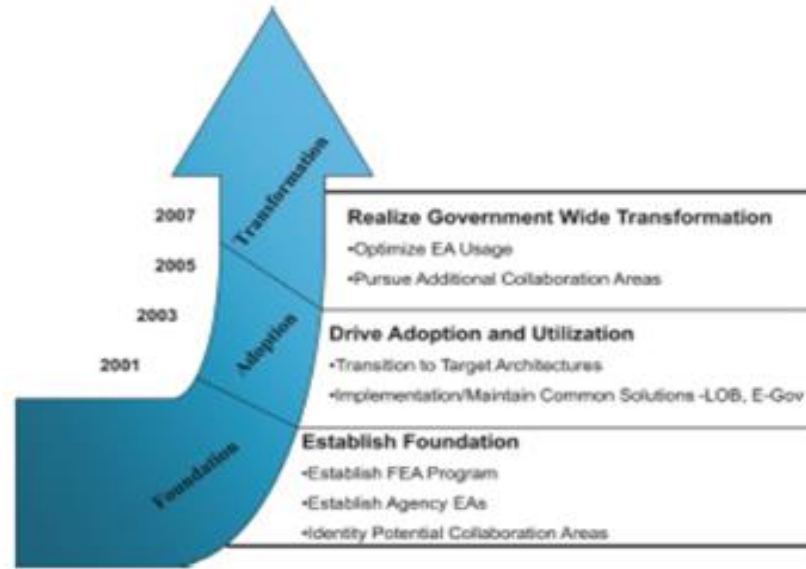 Transformation
2007
Realize Government Wide Transformation
•Optimize EA Usage
2005
•Pursue Additional Collaboration Areas
2003
Adoption
Drive Adoption and Utilization
2001
•Transition to Target Architectures
•Implementation/Maintain Common Solutions -LOB, E-Gov
Foundation
Establish Foundation
•Establish FEA Program
•Establish Agency EAs
•Identity Potential Collaboration Areas